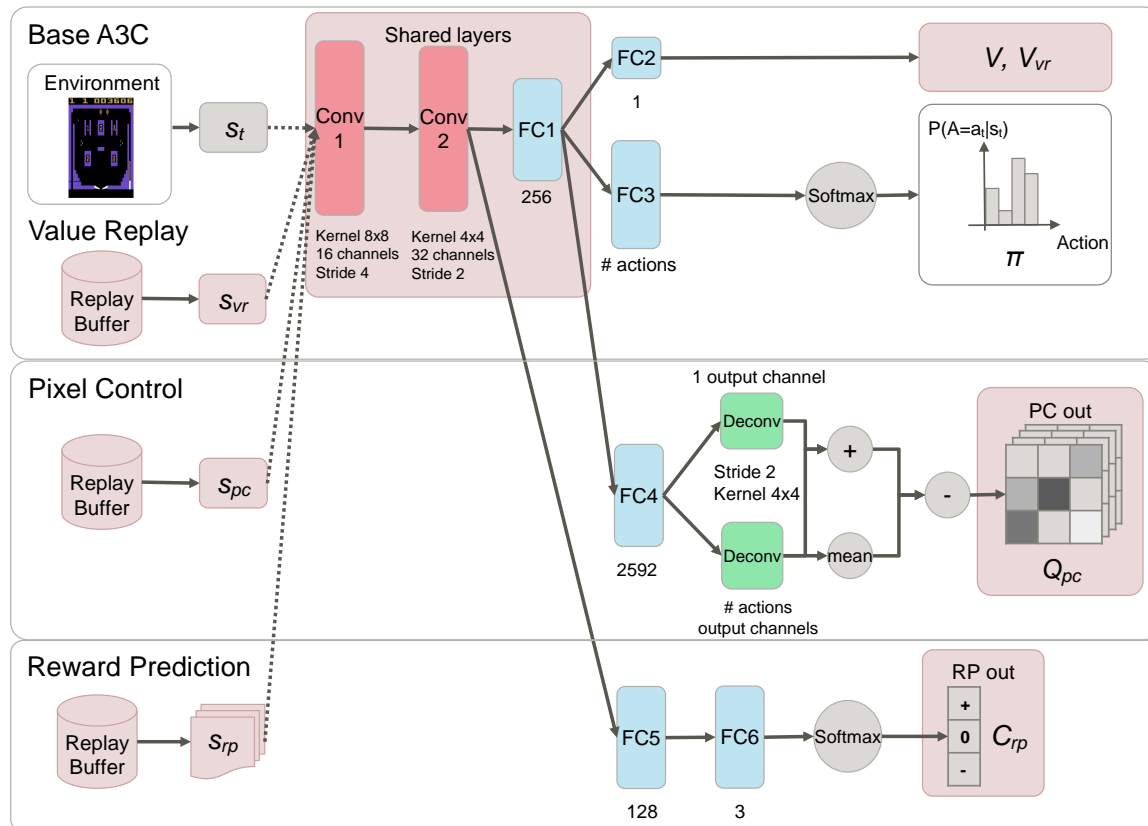 Base A3C
Shared layers
Environment
1 1 003606
s_t
Conv
1
Conv
2
FC1
256
Kernel 8x8
16 channels
Stride 4
Kernel 4x4
32 channels
Stride 2
FC2
1
V, V_vr
FC3
# actions
Softmax
P(A=a_t|s_t)
Action
π
Value Replay
Replay
Buffer
s_vr
Pixel Control
Replay
Buffer
s_pc
1 output channel
Deconv
Stride 2
Kernel 4x4
FC4
2592
Deconv
# actions
output channels
+
mean
-
PC out
Q_pc
Reward Prediction
Replay
Buffer
s_rp
FC5
128
FC6
3
Softmax
RP out
+
0
-
C_rp